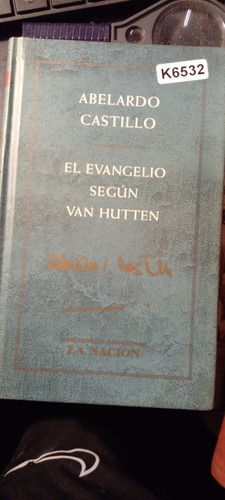 K6532
ABELARDO
CASTILLO
EL EVANGELIO
SEGÚN
VAN HUTTEN
LA NACION